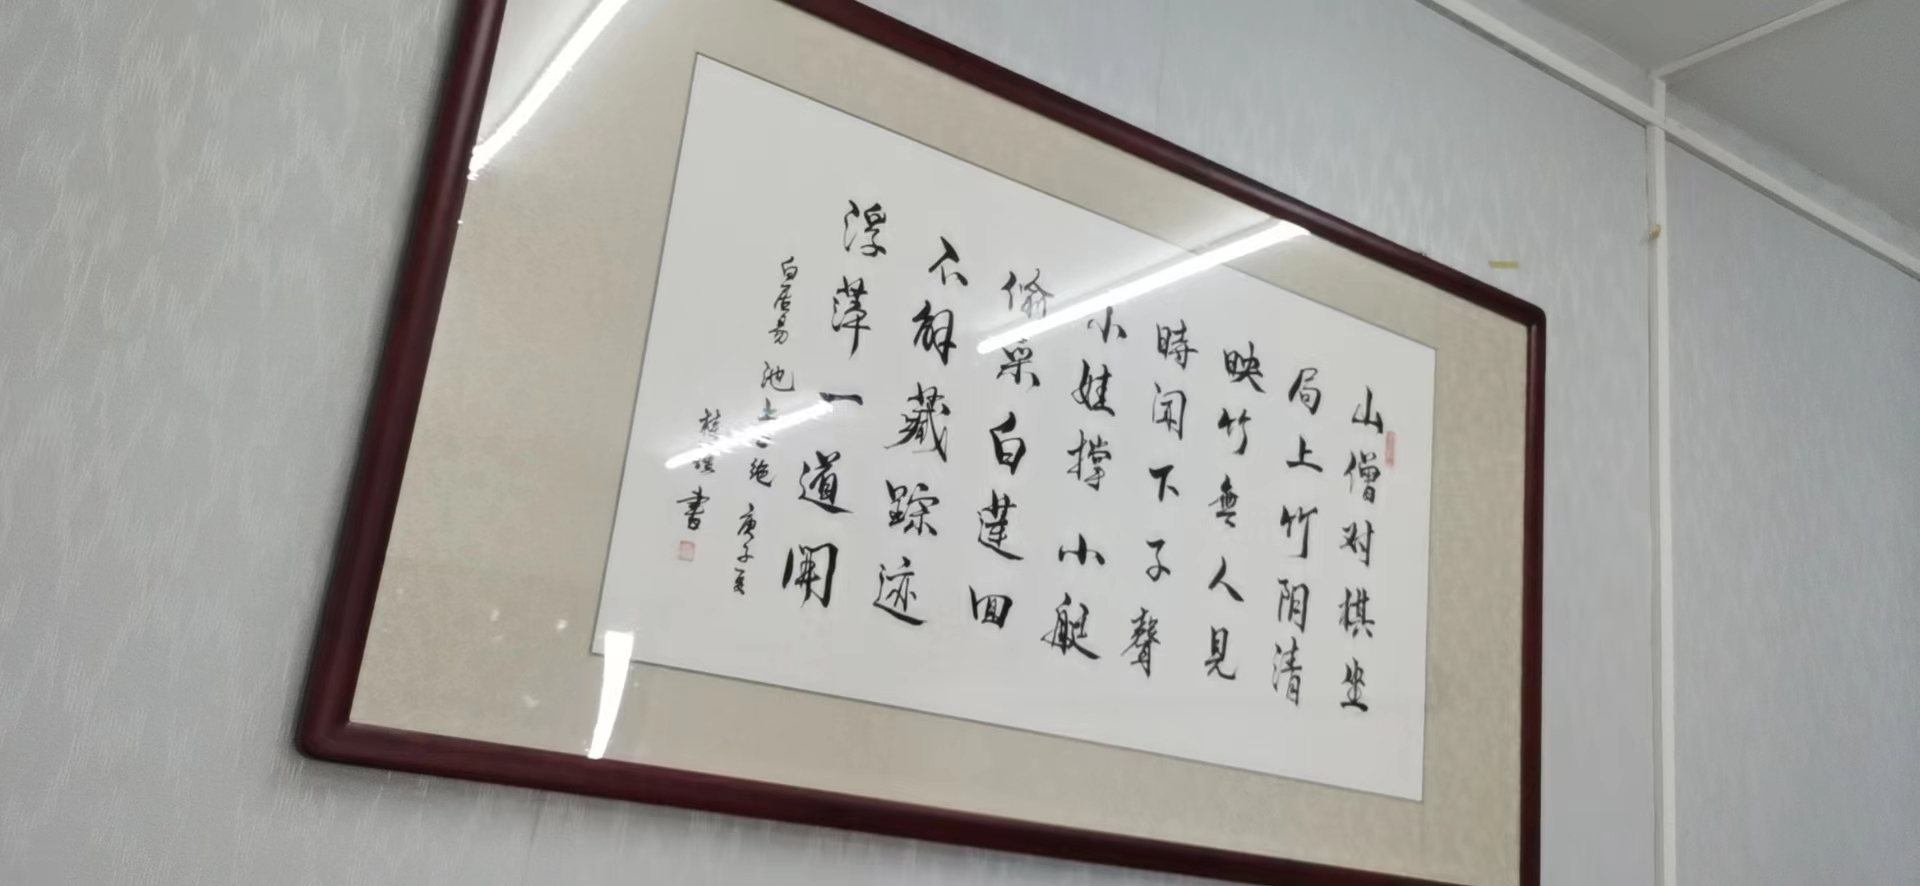 山僧对棋坐
局上竹阴清
映竹無人見
時闻下子聲
小娃撑小艇
偷采白莲回
不解藏踪迹
浮萍一道開
白居易 池上二绝 庚子夏
書